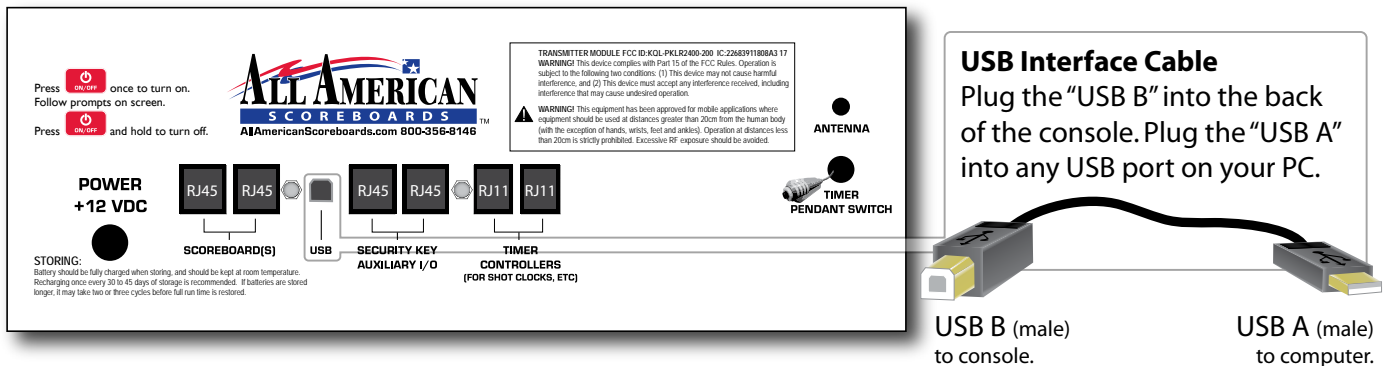 Press ON/OFF once to turn on.
Follow prompts on screen.
Press ON/OFF and hold to turn off.
ALL AMERICAN
SCOREBOARDS
TM
AllAmericanScoreboards.com 800-356-8146
TRANSMITTER MODULE FCC ID:KQL-PKLR2400-200 IC:22683911808A3 17
WARNING! This device complies with Part 15 of the FCC Rules. Operation is
subject to the following two conditions: (1) This device may not cause harmful
interference, and (2) This device must accept any interference received, including
interference that may cause undesired operation.
WARNING! This equipment has been approved for mobile applications where
equipment should be used at distances greater than 20cm from the human body
(with the exception of hands, wrists, feet and ankles). Operation at distances less
than 20cm is strictly prohibited. Excessive RF exposure should be avoided.
ANTENNA
TIMER
PENDANT SWITCH
POWER
+12 VDC
RJ45 RJ45
SCOREBOARD(S)
USB
RJ45 RJ45
SECURITY KEY
AUXILIARY I/O
RJ11 RJ11
TIMER
CONTROLLERS
(FOR SHOT CLOCKS, ETC)
STORING:
Battery should be fully charged when storing, and should be kept at room temperature.
Recharging once every 30 to 45 days of storage is recommended. If batteries are stored
longer, it may take two or three cycles before full run time is restored.
USB Interface Cable
Plug the “USB B” into the back
of the console. Plug the “USB A”
into any USB port on your PC.
USB B (male)
to console.
USB A (male)
to computer.